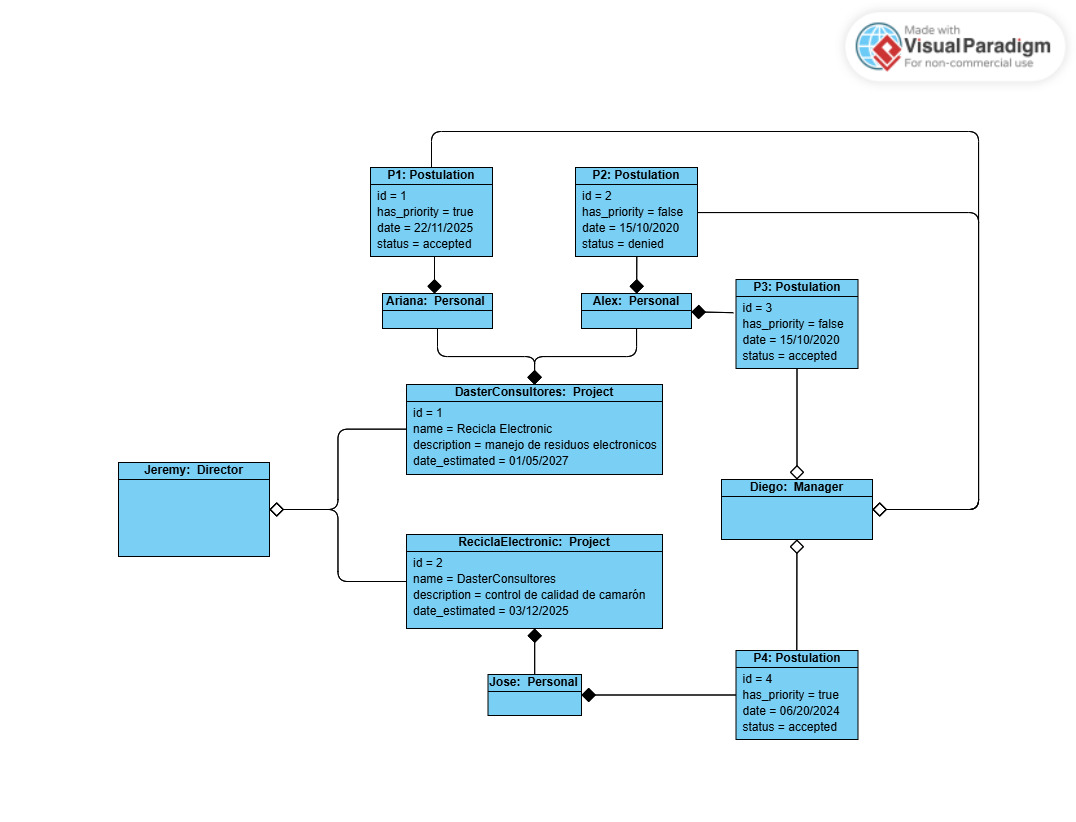 Made with
VisualParadigm
For non-commercial use
P1: Postulation
id = 1
has_priority = true
date = 22/11/2025
status = accepted
P2: Postulation
id = 2
has_priority = false
date = 15/10/2020
status = denied
Ariana:  Personal
Alex:  Personal
P3: Postulation
id = 3
has_priority = false
date = 15/10/2020
status = accepted
DasterConsultores:  Project
id = 1
name = Recicla Electronic
description = manejo de residuos electronicos
date_estimated = 01/05/2027
Jeremy:  Director
Diego:  Manager
ReciclaElectronic:  Project
id = 2
name = DasterConsultores
description = control de calidad de camarón
date_estimated = 03/12/2025
Jose:  Personal
P4: Postulation
id = 4
has_priority = true
date = 06/20/2024
status = accepted